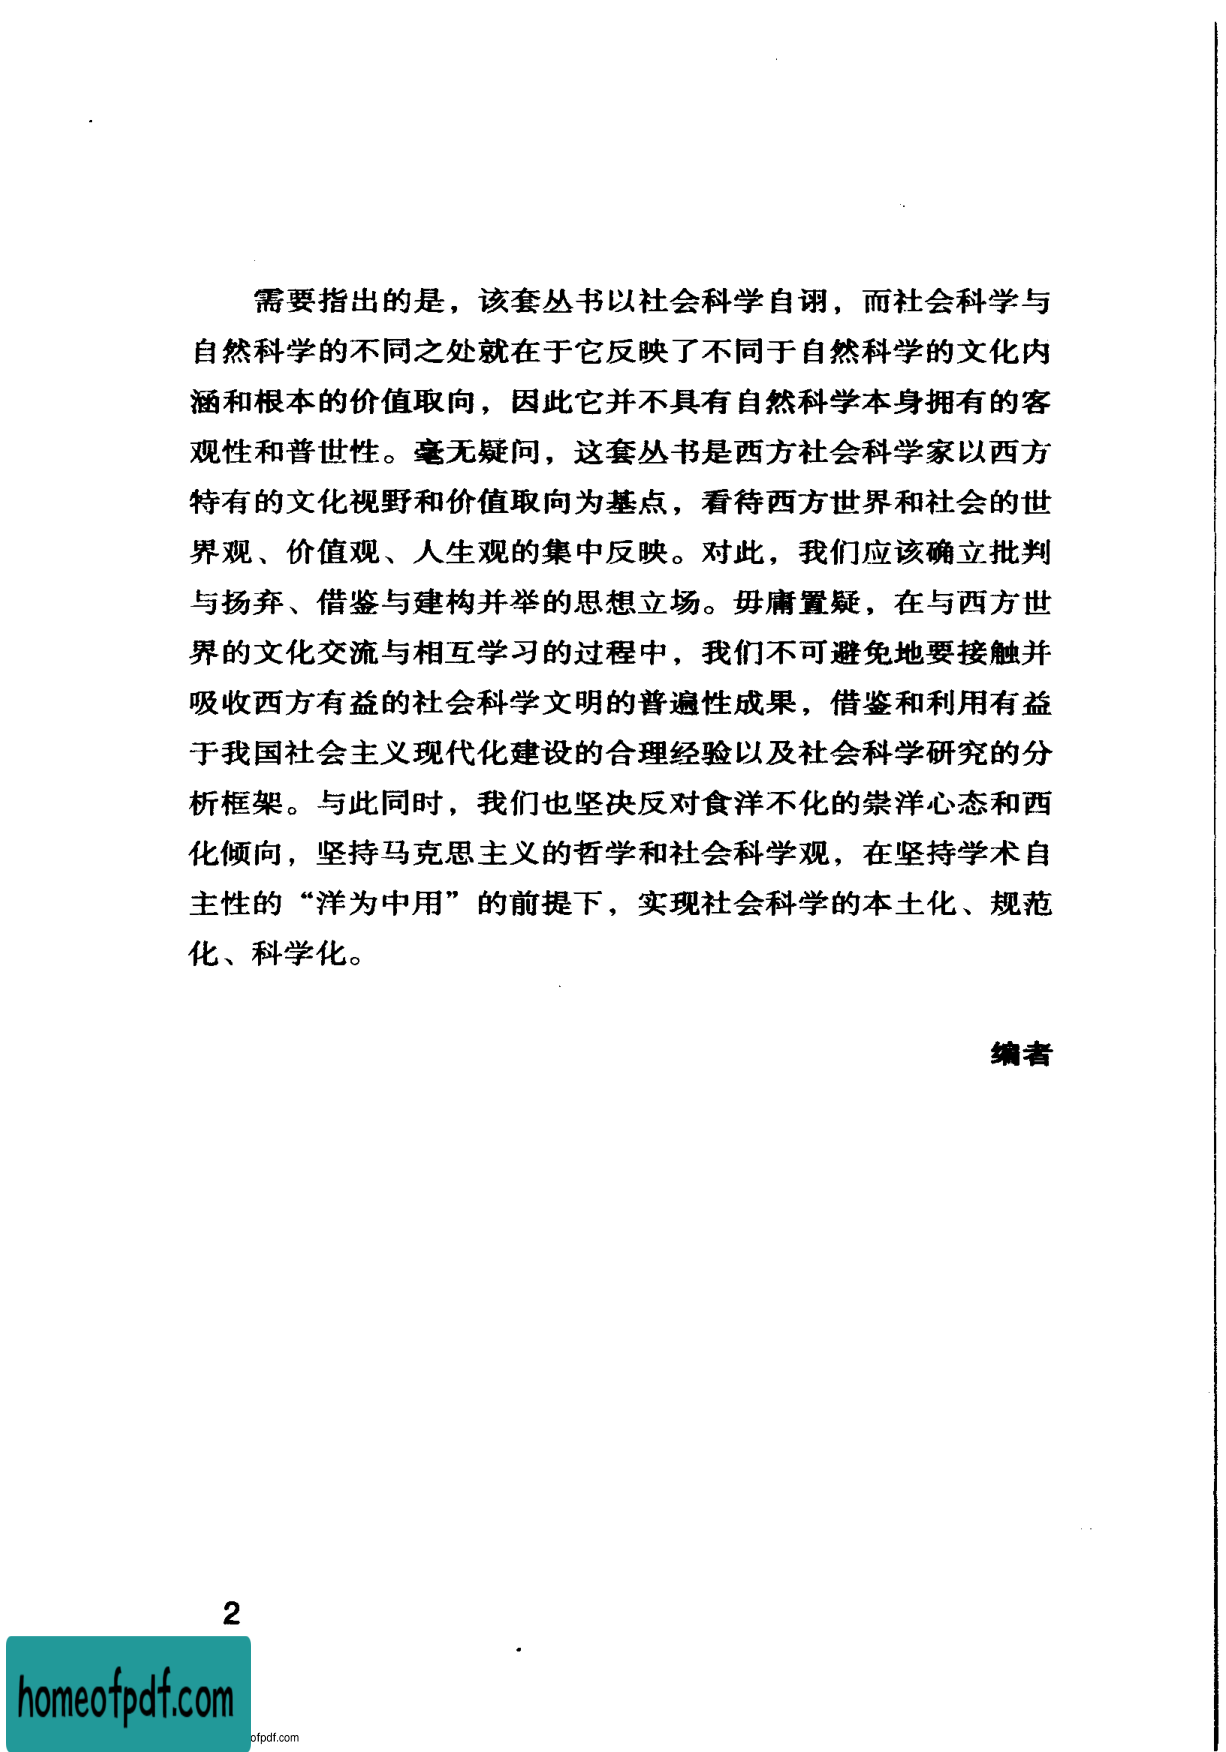 需要指出的是，该套丛书以社会科学自诩，而社会科学与
自然科学的不同之处就在于它反映了不同于自然科学的文化内
涵和根本的价值取向，因此它并不具有自然科学本身拥有的客
观性和普世性。毫无疑问，这套丛书是西方社会科学家以西方
特有的文化视野和价值取向为基点，看待西方世界和社会的世
界观、价值观、人生观的集中反映。对此，我们应该确立批判
与扬弃、借鉴与建构并举的思想立场。毋庸置疑，在与西方世
界的文化交流与相互学习的过程中，我们不可避免地要接触并
吸收西方有益的社会科学文明的普遍性成果，借鉴和利用有益
于我国社会主义现代化建设的合理经验以及社会科学研究的分
析框架。与此同时，我们也坚决反对食洋不化的崇洋心态和西
化倾向，坚持马克思主义的哲学和社会科学观，在坚持学术自
主性的“洋为中用”的前提下，实现社会科学的本土化、规范
化、科学化。
编者
2
homeofpdf.com
ofpdf.com